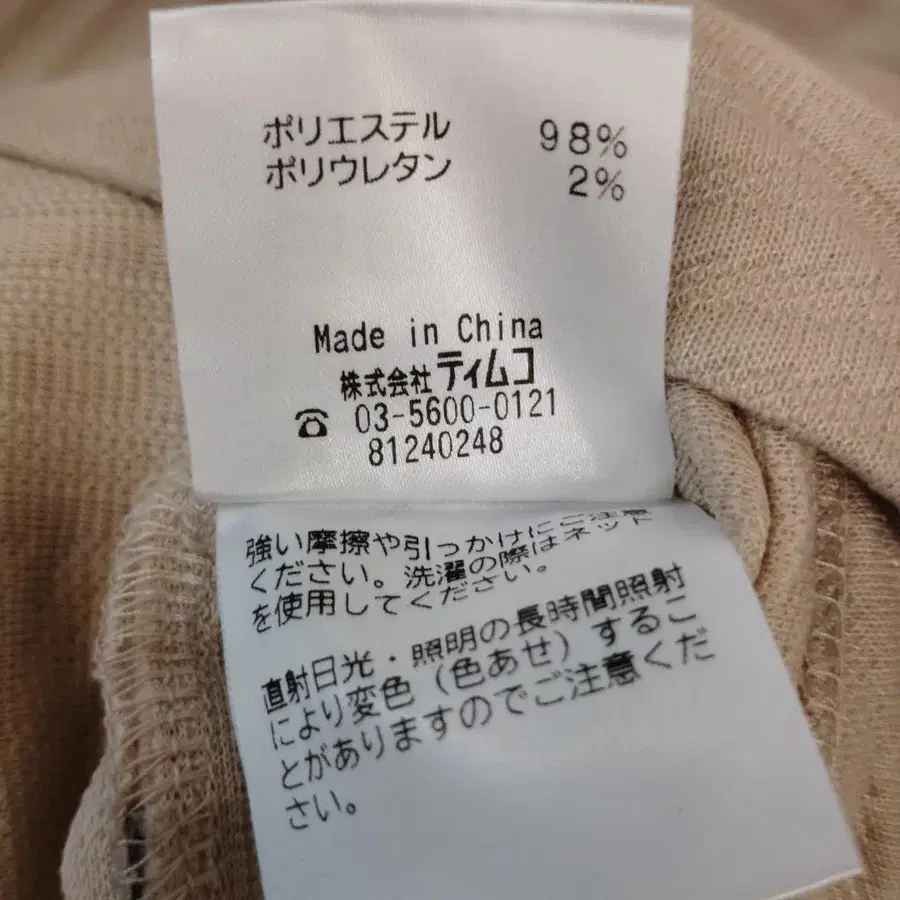 ポリエステル 98%
ポリウレタン 2%
Made in China
株式会社ティムコ
☎ 03-5600-0121
81240248
強い摩擦や引っかけにご注意
ください。洗濯の際はネット
を使用してください。
直射日光・照明の長時間照射
により変色（色あせ）するこ
とがありますのでご注意くだ
さい。